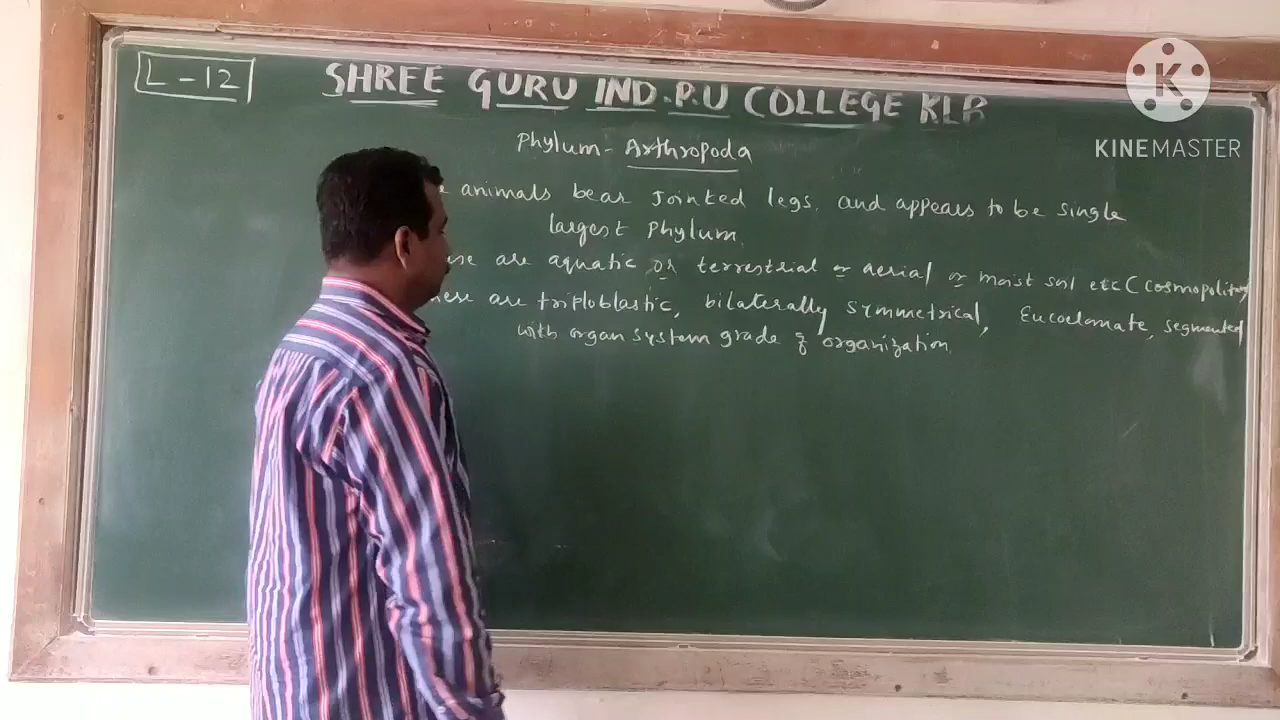 L-12
SHREE GURU IND.P.U COLLEGE KLB
K
KINEMASTER
Phylum - Arthropoda
animals bear Jointed legs. and appears to be single
largest Phylum.
are aquatic or terrestrial or aerial or moist soil etc (
are triploblastic, bilaterally symmetrical, Eucoelomate, segmented
with organ system grade of organization.